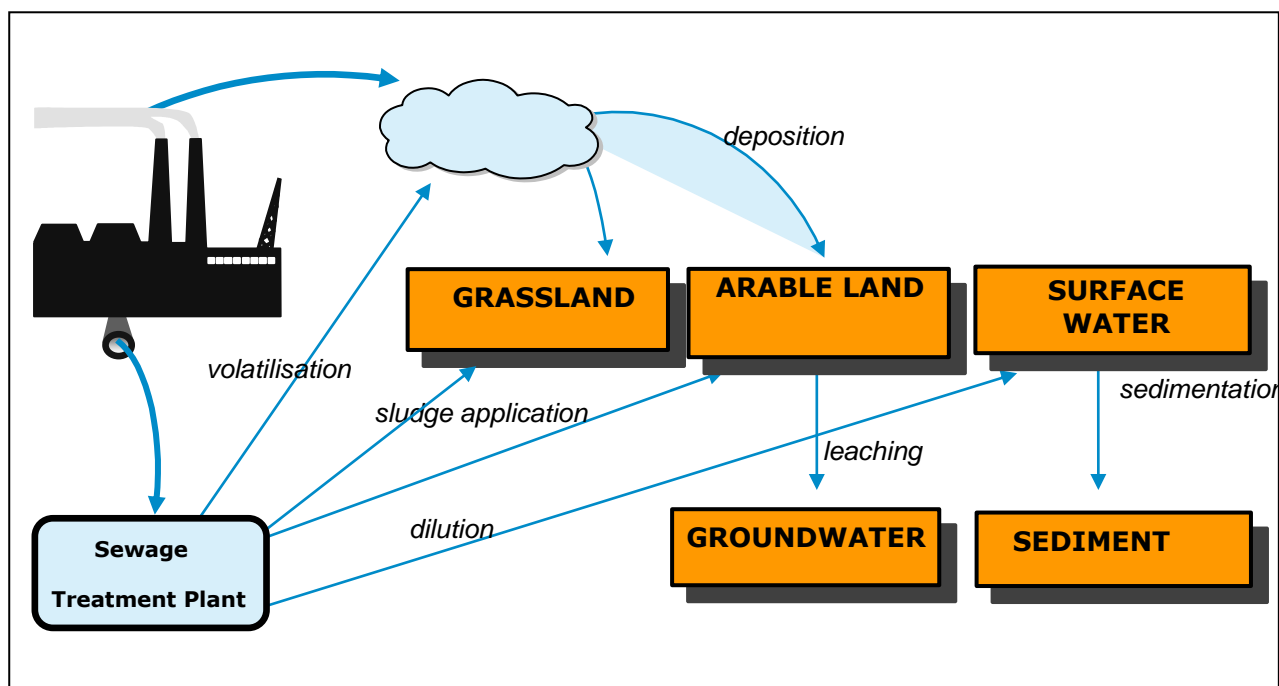 deposition
GRASSLAND
ARABLE LAND
SURFACE
WATER
volatilisation
sludge application
sedimentation
leaching
dilution
GROUNDWATER
SEDIMENT
Sewage
Treatment Plant